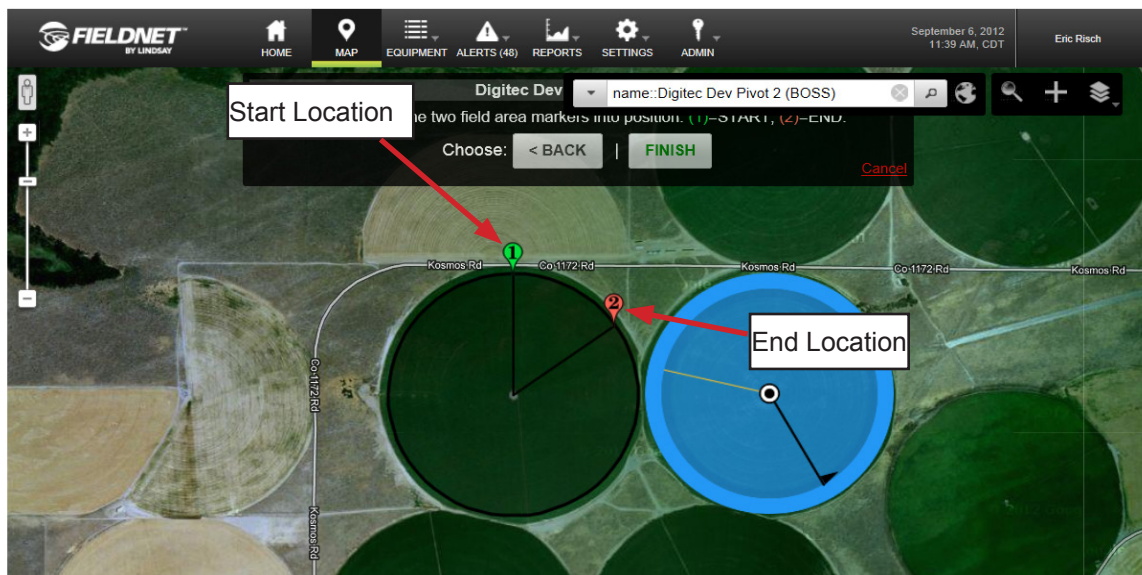 FIELDNET™
BY LINDSAY
HOME
MAP
EQUIPMENT
ALERTS (48)
REPORTS
SETTINGS
ADMIN
September 6, 2012
11:39 AM, CDT
Eric Risch
Digitec Dev
name::Digitec Dev Pivot 2 (BOSS)
Start Location
two field area markers into position. (1)=START, (2)=END.
Choose:
< BACK
|
FINISH
Cancel
1
Kosmos Rd
Co 1172 Rd
Kosmos Rd
Co 1172 Rd
Kosmos Rd
2
End Location
Co 1172 Rd
Kosmos Rd